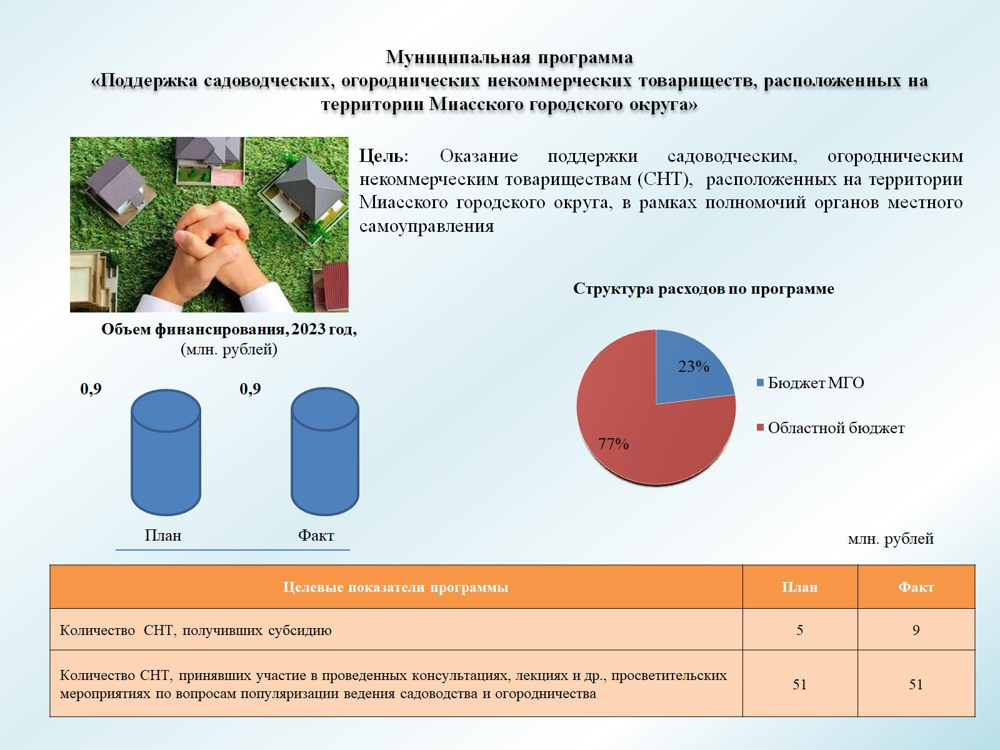 Муниципальная программа
«Поддержка садоводческих, огороднических некоммерческих товариществ, расположенных на
территории Миасского городского округа»
Цель: Оказание поддержки садоводческим, огородническим
некоммерческим товариществам (СНТ), расположенных на территории
Миасского городского округа, в рамках полномочий органов местного
самоуправления
Объем финансирования, 2023 год,
(млн. рублей)
0,9
0,9
План
Факт
Структура расходов по программе
23%
77%
Бюджет МГО
Областной бюджет
млн. рублей
Целевые показатели программы План Факт
Количество СНТ, получивших субсидию 5 9
Количество СНТ, принявших участие в проведенных консультациях, лекциях и др., просветительских
мероприятиях по вопросам популяризации ведения садоводства и огородничества 51 51